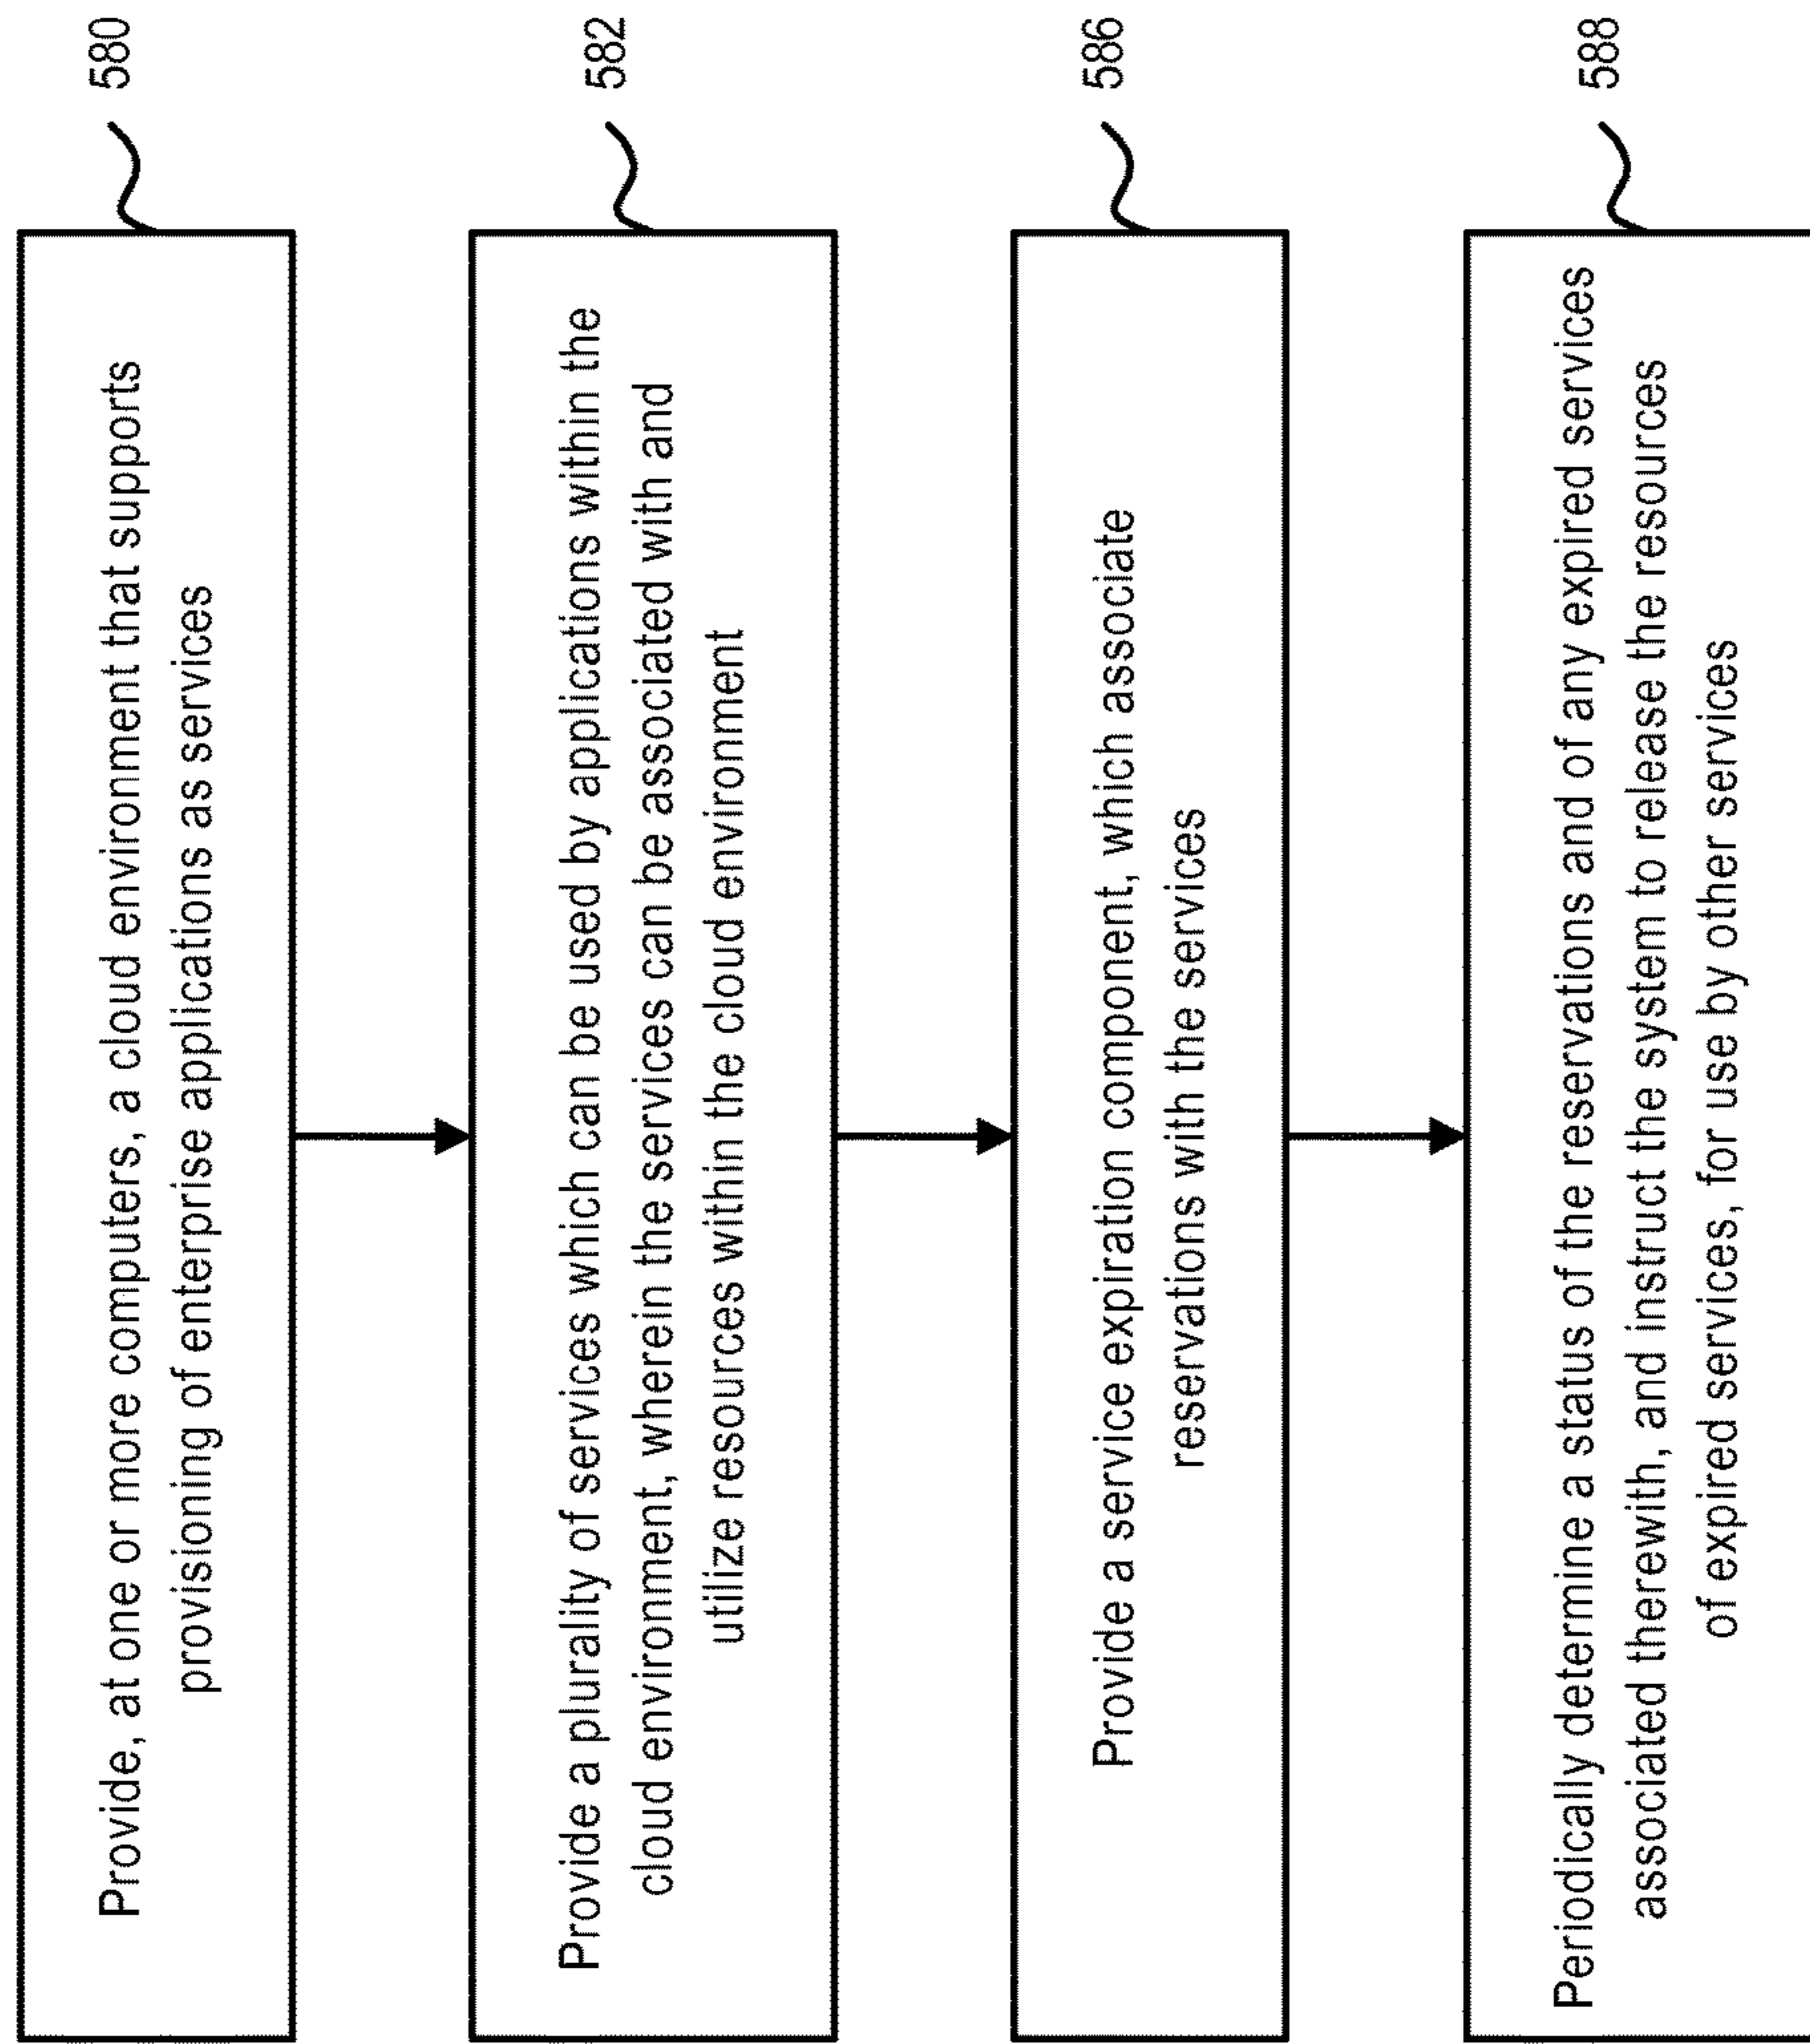 Provide, at one or more computers, a cloud environment that supports
provisioning of enterprise applications as services
580
Provide a plurality of services which can be used by applications within the
cloud environment, wherein the services can be associated with and
utilize resources within the cloud environment
582
Provide a service expiration component, which associate
reservations with the services
586
Periodically determine a status of the reservations and of any expired services
associated therewith, and instruct the system to release the resources
of expired services, for use by other services
588